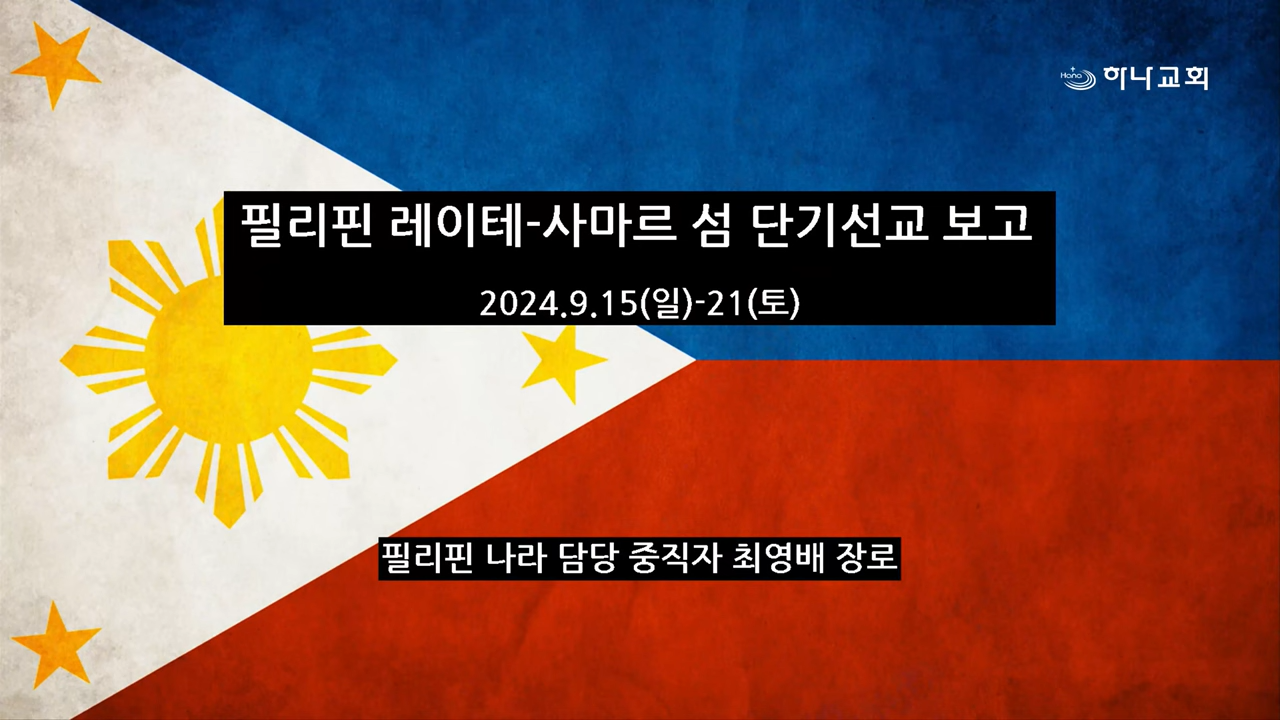 Hana 하나교회
필리핀 레이테-사마르 섬 단기선교 보고
2024.9.15(일)-21(토)
필리핀 나라 담당 중직자 최영배 장로